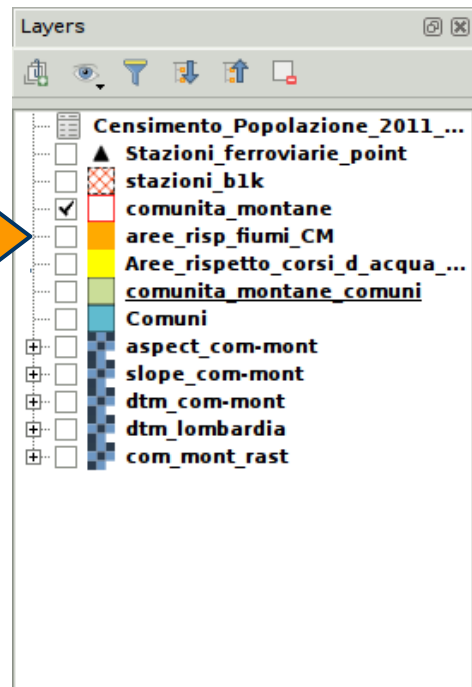 Layers
Censimento_Popolazione_2011_...
Stazioni_ferroviarie_point
stazioni_b1k
comunita_montane
aree_risp_fiumi_CM
Aree_rispetto_corsi_d_acqua_...
comunita_montane_comuni
Comuni
aspect_com-mont
slope_com-mont
dtm_com-mont
dtm_lombardia
com_mont_rast